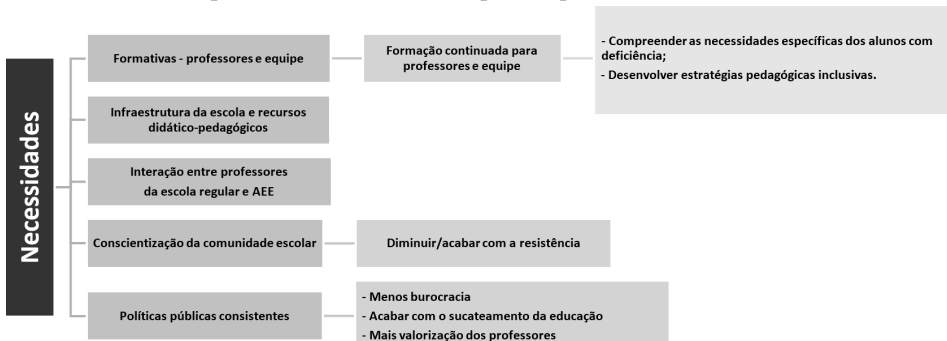 Necessidades
Formativas - professores e equipe
Formação continuada para
professores e equipe
- Compreender as necessidades específicas dos alunos com
deficiência;
- Desenvolver estratégias pedagógicas inclusivas.
Infraestrutura da escola e recursos
didático-pedagógicos
Interação entre professores
da escola regular e AEE
Conscientização da comunidade escolar
Diminuir/acabar com a resistência
Políticas públicas consistentes
- Menos burocracia
- Acabar com o sucateamento da educação
- Mais valorização dos professores